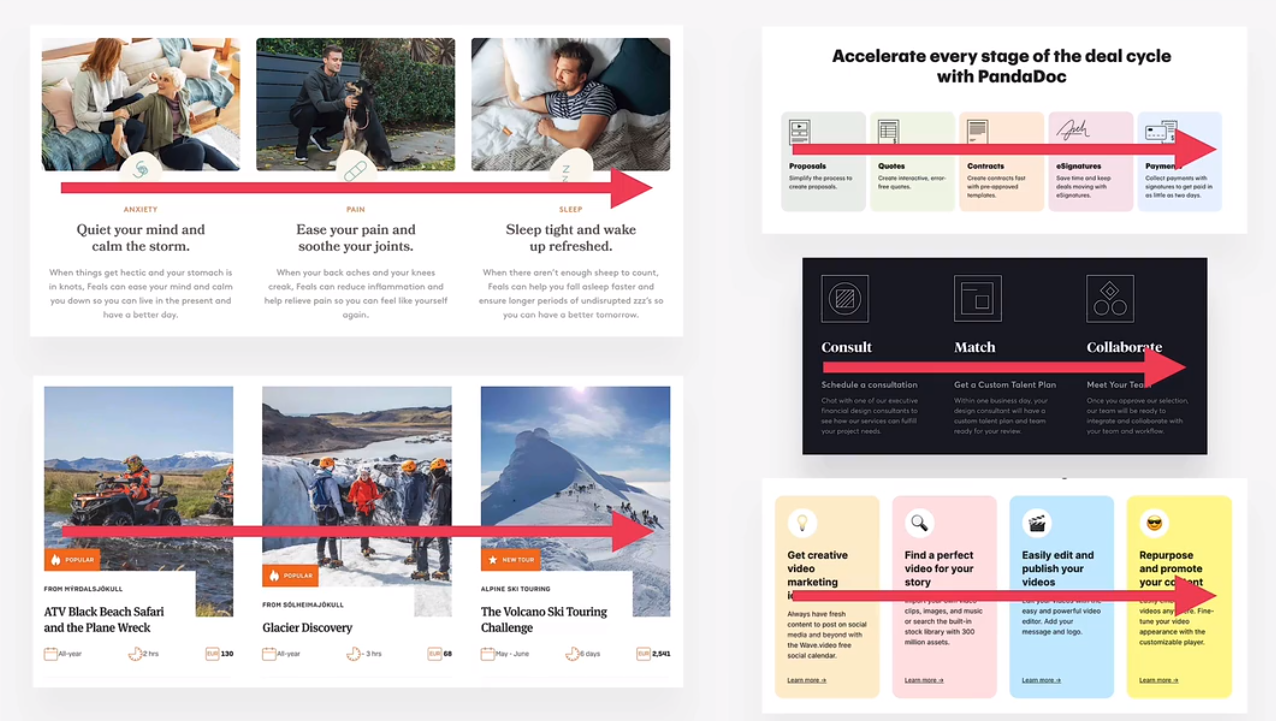 ANXIETY
Quiet your mind and
calm the storm.
When things get hectic and your stomach is
in knots, Feals can ease your mind and calm
you down so you can live in the present and
have a better day.
PAIN
Ease your pain and
soothe your joints.
When your back aches and your knees
creak, Feals can reduce inflammation and
help relieve pain so you can feel like yourself
again.
Z
Z
SLEEP
Sleep tight and wake
up refreshed.
When there aren't enough sheep to count,
Feals can help you fall asleep faster and
ensure longer periods of undisrupted zzz's so
you can have a better tomorrow.
POPULAR
FROM MÝRDALSJÖKULL
ATV Black Beach Safari
and the Plane Wreck
All-year
2 hrs
EUR 130
POPULAR
FROM SÓLHEIMAJÖKULL
Glacier Discovery
All-year
- 3 hrs
EUR 68
NEW TOUR
ALPINE SKI TOURING
The Volcano Ski Touring
Challenge
May - June
6 days
EUR 2,541
Accelerate every stage of the deal cycle
with PandaDoc
Proposals
Simplify the process to
create proposals.
Quotes
Create interactive, error-
free quotes.
Contracts
Create contracts fast
with pre-approved
templates.
eSignatures
Save time and keep
deals moving with
eSignatures.
Payments
Collect payments with
signatures to get paid in
as little as two days.
Consult
Schedule a consultation
Chat with one of our executive
financial design consultants to
see how our services can fulfill
your project needs.
Match
Get a Custom Talent Plan
Within one business day, your
design consultant will have a
custom talent plan and team
ready for your review.
Collaborate
Meet Your Team
Once you approve our selection,
our team will be ready to
integrate and collaborate with
your team and workflow.
Get creative
video
marketing
Always have fresh
content to post on social
media and beyond with
the Wave.video free
social calendar.
Learn more →
Find a perfect
video for your
story
clips, images, and music
or search the built-in
stock library with 300
million assets.
Learn more →
Easily edit and
publish your
videos
easy and powerful video
editor. Add your
message and logo.
Learn more →
Repurpose
and promote
your content
videos anywhere. Fine-
tune your video
appearance with the
customizable player.
Learn more →